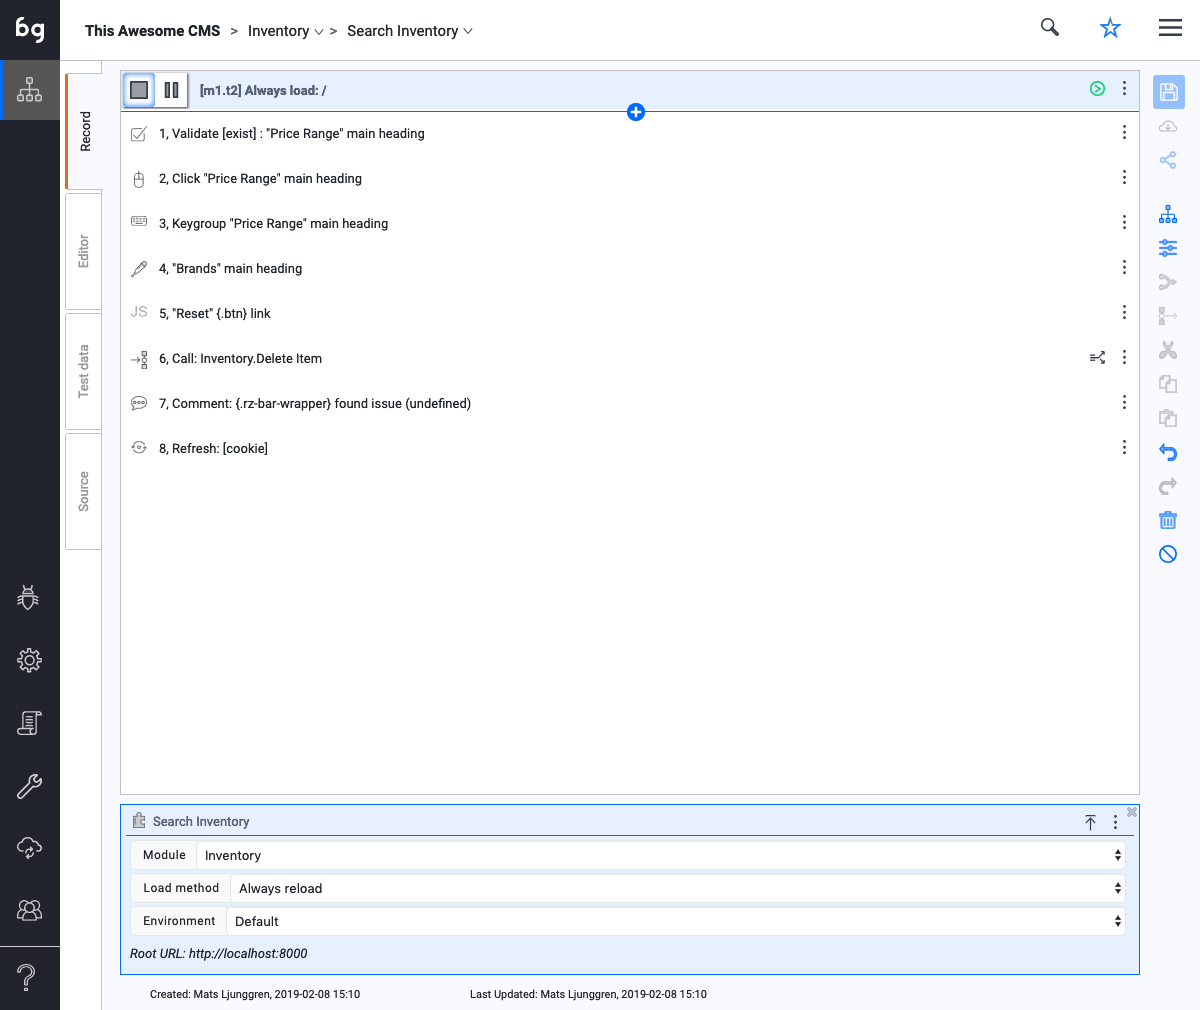 bg
This Awesome CMS > Inventory > Search Inventory
Record
Editor
Test data
Source
[m1.t2] Always load: /
1, Validate [exist] : "Price Range" main heading
2, Click "Price Range" main heading
3, Keygroup "Price Range" main heading
4, "Brands" main heading
JS 5, "Reset" {.btn} link
6, Call: Inventory.Delete Item
7, Comment: {.rz-bar-wrapper} found issue (undefined)
8, Refresh: [cookie]
Search Inventory
Module Inventory
Load method Always reload
Environment Default
Root URL: http://localhost:8000
Created: Mats Ljunggren, 2019-02-08 15:10 Last Updated: Mats Ljunggren, 2019-02-08 15:10